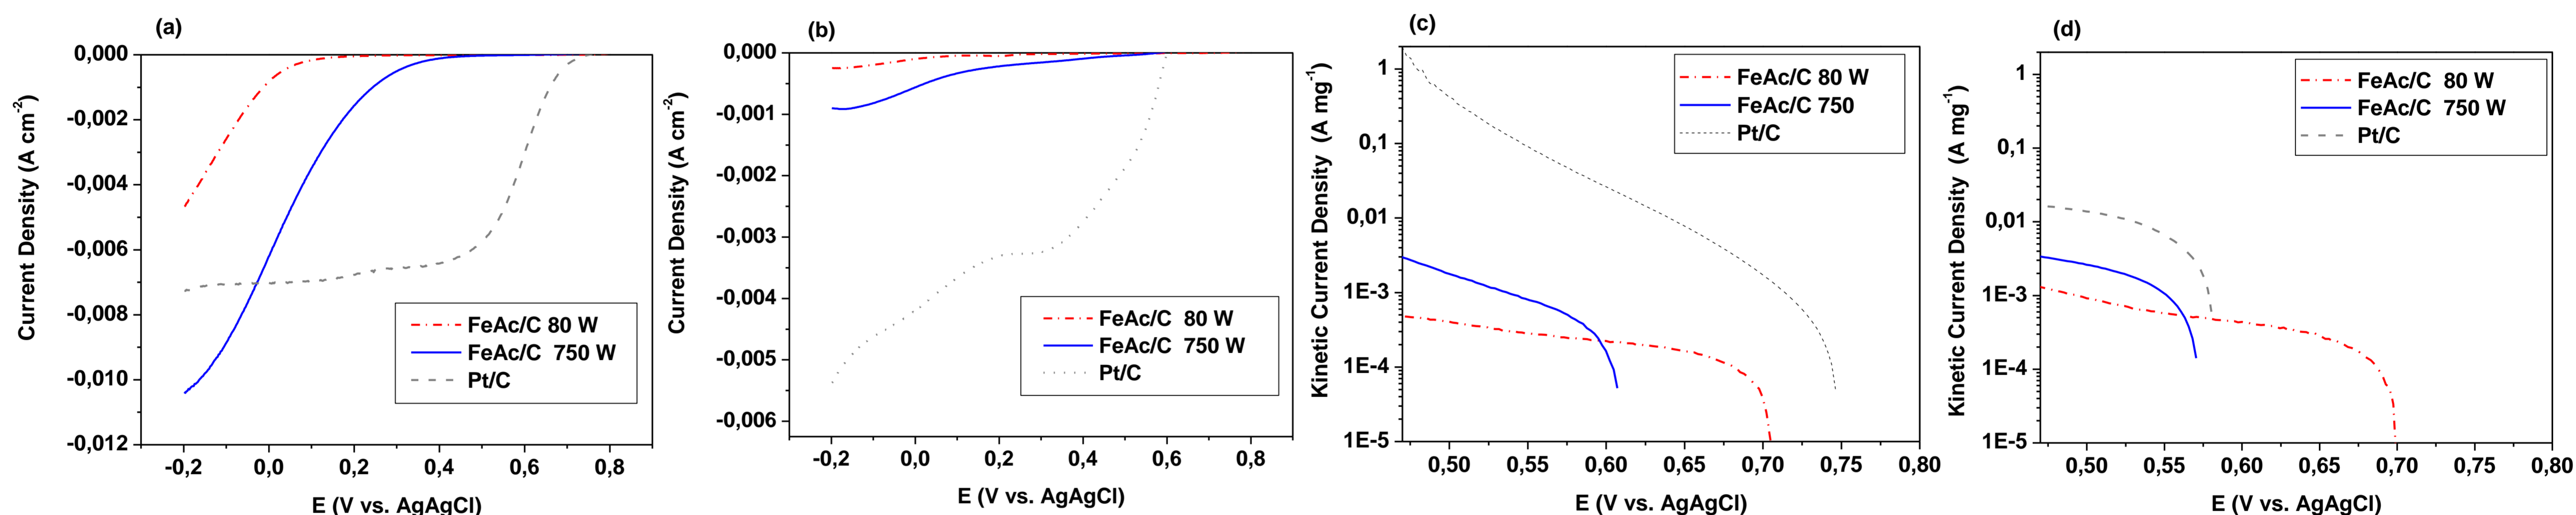 (a)
Current Density (A cm-2)
0,000
-0,002
-0,004
-0,006
-0,008
-0,010
-0,012
-0,2 0,0 0,2 0,4 0,6 0,8
E (V vs. AgAgCl)
FeAc/C 80 W
FeAc/C 750 W
Pt/C
(b)
Current Density (A cm-2)
0,000
-0,001
-0,002
-0,003
-0,004
-0,005
-0,006
-0,2 0,0 0,2 0,4 0,6 0,8
E (V vs. AgAgCl)
FeAc/C 80 W
FeAc/C 750 W
Pt/C
(c)
Kinetic Current Density (A mg-1)
1
0,1
0,01
1E-3
1E-4
1E-5
0,50 0,55 0,60 0,65 0,70 0,75 0,80
E (V vs. AgAgCl)
FeAc/C 80 W
FeAc/C 750
Pt/C
(d)
Kinetic Current Density (A mg-1)
1
0,1
0,01
1E-3
1E-4
1E-5
0,50 0,55 0,60 0,65 0,70 0,75 0,80
E (V vs. AgAgCl)
FeAc/C 80 W
FeAc/C 750 W
Pt/C